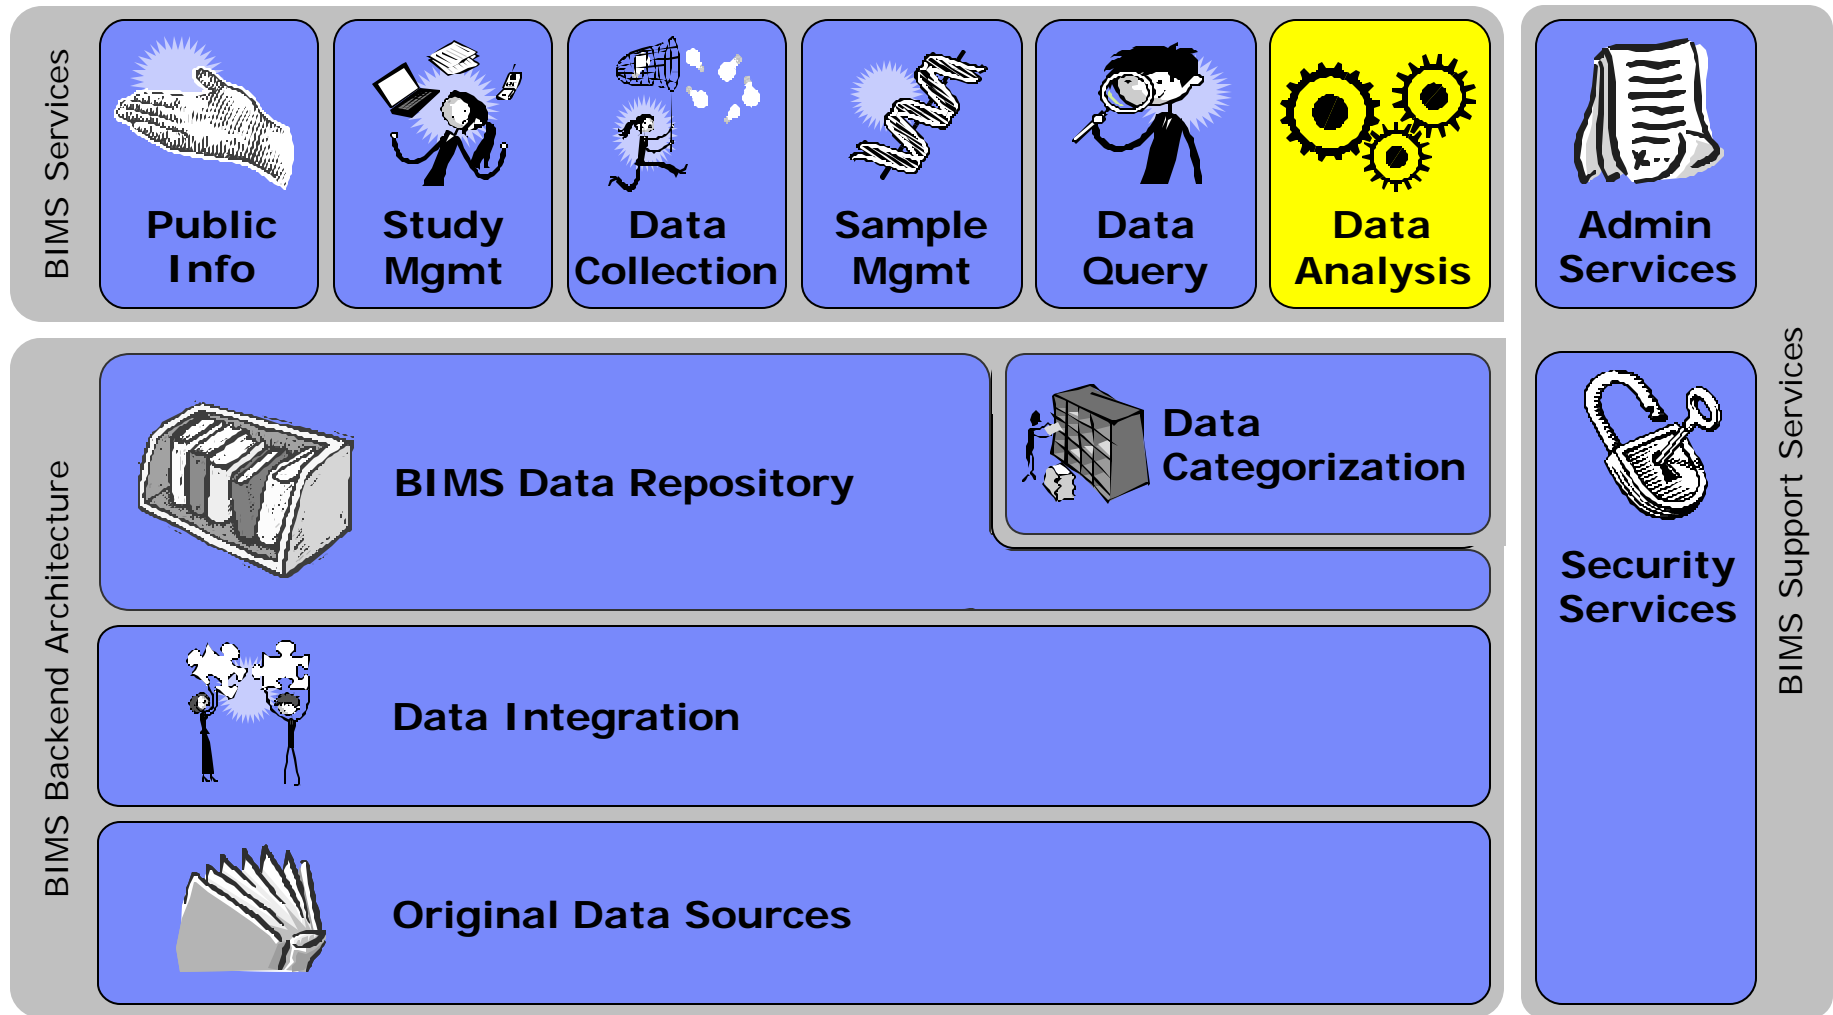 BIMS Services
Public
Info
Study
Mgmt
Data
Collection
Sample
Mgmt
Data
Query
Data
Analysis
Admin
Services
BIMS Backend Architecture
BIMS Data Repository
Data
Categorization
Data Integration
Original Data Sources
Security
Services
BIMS Support Services